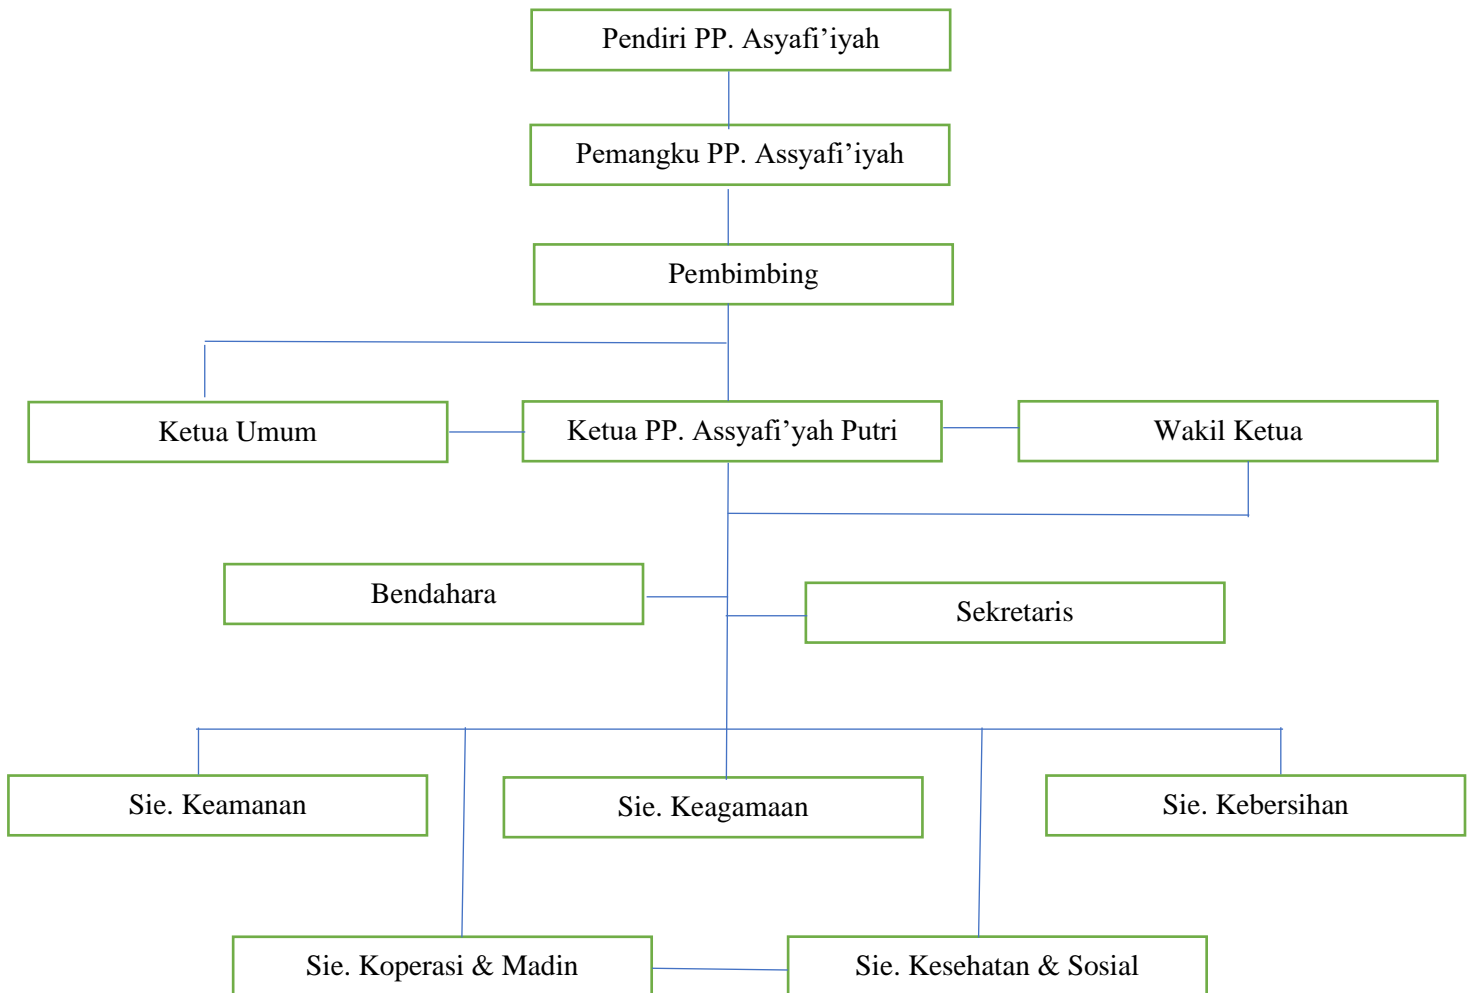 Pendiri PP. Asyafi’iyah
Pemangku PP. Assyafi’iyah
Pembimbing
Ketua Umum
Ketua PP. Assyafi’yah Putri
Wakil Ketua
Bendahara
Sekretaris
Sie. Keamanan
Sie. Keagamaan
Sie. Kebersihan
Sie. Koperasi & Madin
Sie. Kesehatan & Sosial